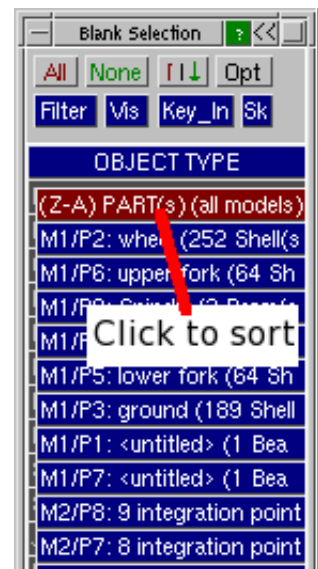 Blank Selection ? <<
All None Opt
Filter Vis Key_In Sk
OBJECT TYPE
(Z-A) PART(s) (all models)
M1/P2: wheel (252 Shell(s
M1/P6: upper fork (64 Sh
Click to sort
M1/P5: lower fork (64 Sh
M1/P3: ground (189 Shell
M1/P1: <untitled> (1 Bea
M1/P7: <untitled> (1 Bea
M2/P8: 9 integration point
M2/P7: 8 integration point